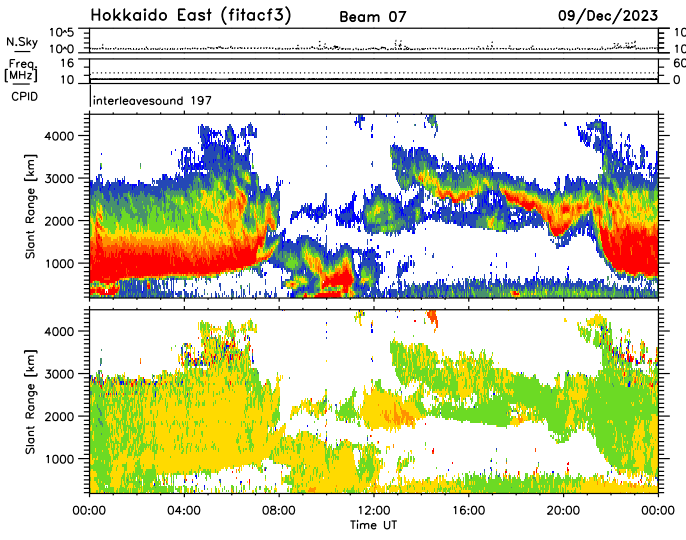 Hokkaido East (fitacf3) Beam 07 09/Dec/2023
N.Sky 10^5 10^0
Freq. [MHz] 16 10 60 0
CPID interleavesound 197
Slant Range [km] 4000 3000 2000 1000
Slant Range [km] 4000 3000 2000 1000
00:00 04:00 08:00 12:00 16:00 20:00 00:00
Time UT